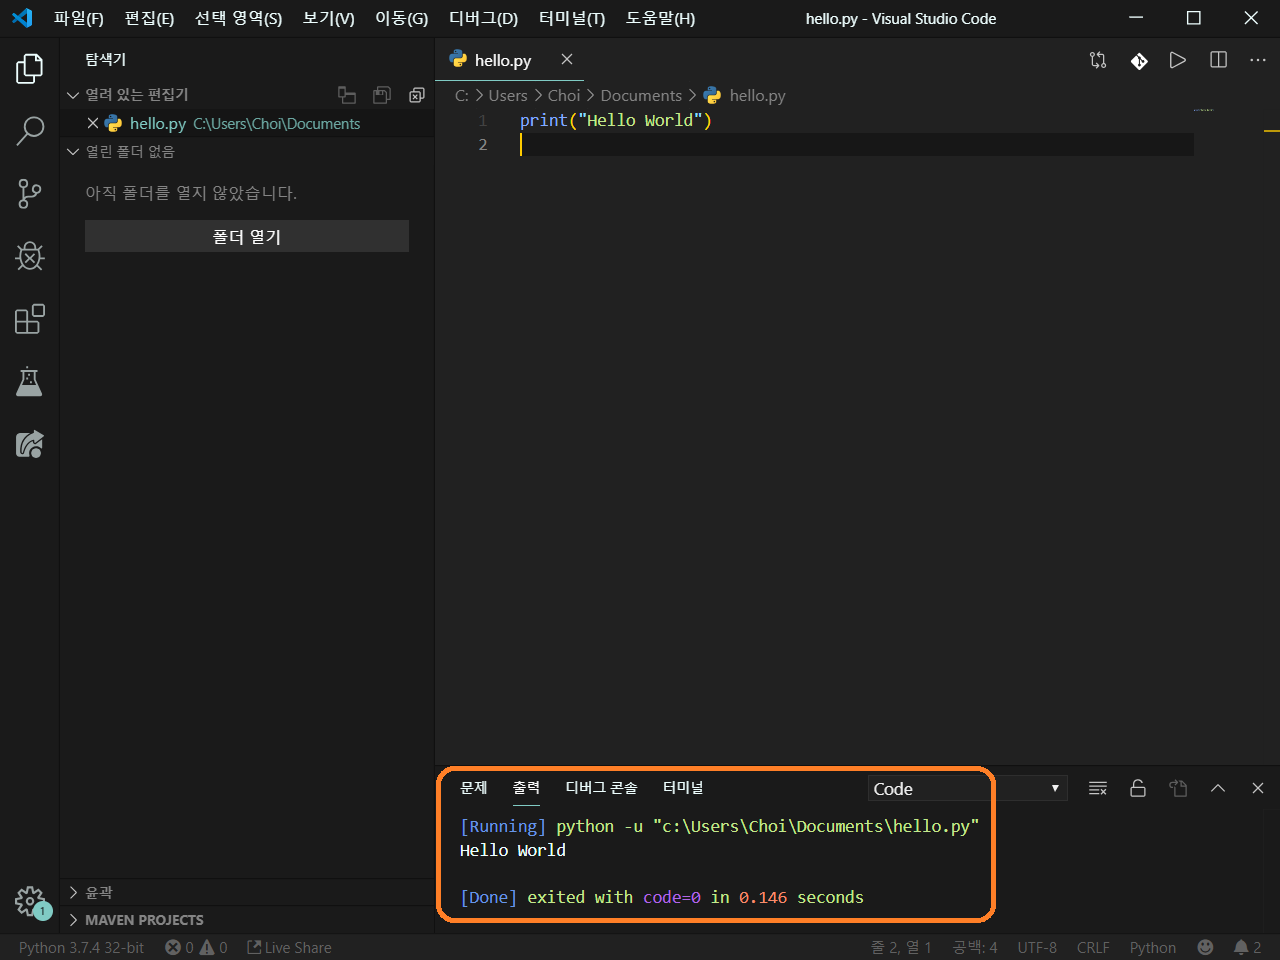 파일(F) 편집(E) 선택 영역(S) 보기(V) 이동(G) 디버그(D) 터미널(T) 도움말(H) hello.py - Visual Studio Code
탐색기
열려 있는 편집기
hello.py C:\Users\Choi\Documents
열린 폴더 없음
아직 폴더를 열지 않았습니다.
폴더 열기
윤곽
MAVEN PROJECTS
1
hello.py
C: > Users > Choi > Documents > hello.py
1 print("Hello World")
2
문제 출력 디버그 콘솔 터미널 Code
[Running] python -u "c:\Users\Choi\Documents\hello.py"
Hello World
[Done] exited with code=0 in 0.146 seconds
Python 3.7.4 32-bit 0 0 Live Share 줄 2, 열 1 공백: 4 UTF-8 CRLF Python 2